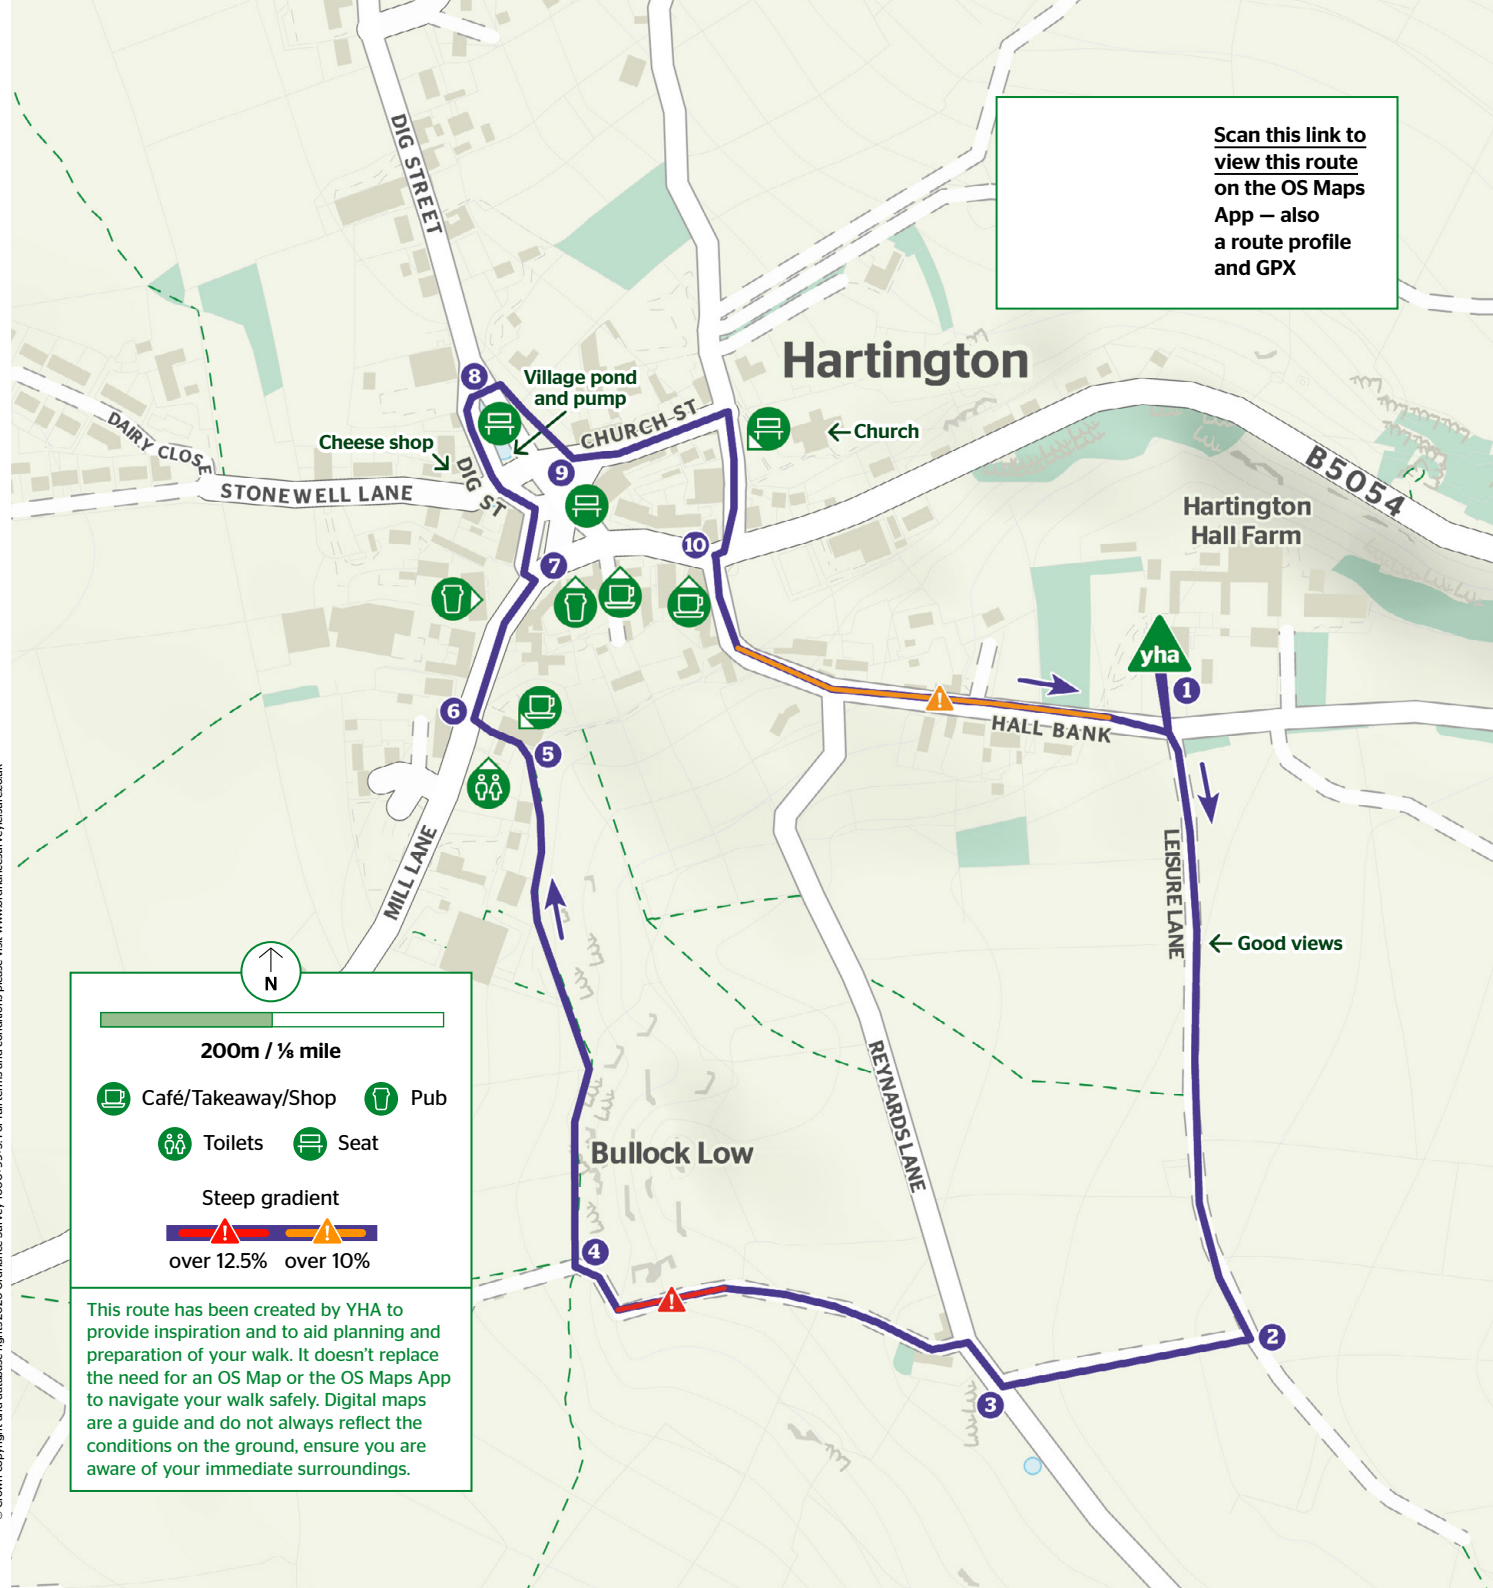 DIG STREET
Scan this link to
view this route
on the OS Maps
App — also
a route profile
and GPX
Hartington
8
Village pond
and pump
CHURCH ST
Church
Cheese shop
DAIRY CLOSE
DIG ST
9
STONEWELL LANE
B5054
Hartington
Hall Farm
10
7
yha
1
6
5
HALL BANK
MILL LANE
LEISURE LANE
Good views
N
200m / ⅛ mile
Café/Takeaway/Shop
Pub
Toilets
Seat
Steep gradient
over 12.5%
over 10%
REYNARDS LANE
Bullock Low
4
2
3
This route has been created by YHA to
provide inspiration and to aid planning and
preparation of your walk. It doesn't replace
the need for an OS Map or the OS Maps App
to navigate your walk safely. Digital maps
are a guide and do not always reflect the
conditions on the ground, ensure you are
aware of your immediate surroundings.